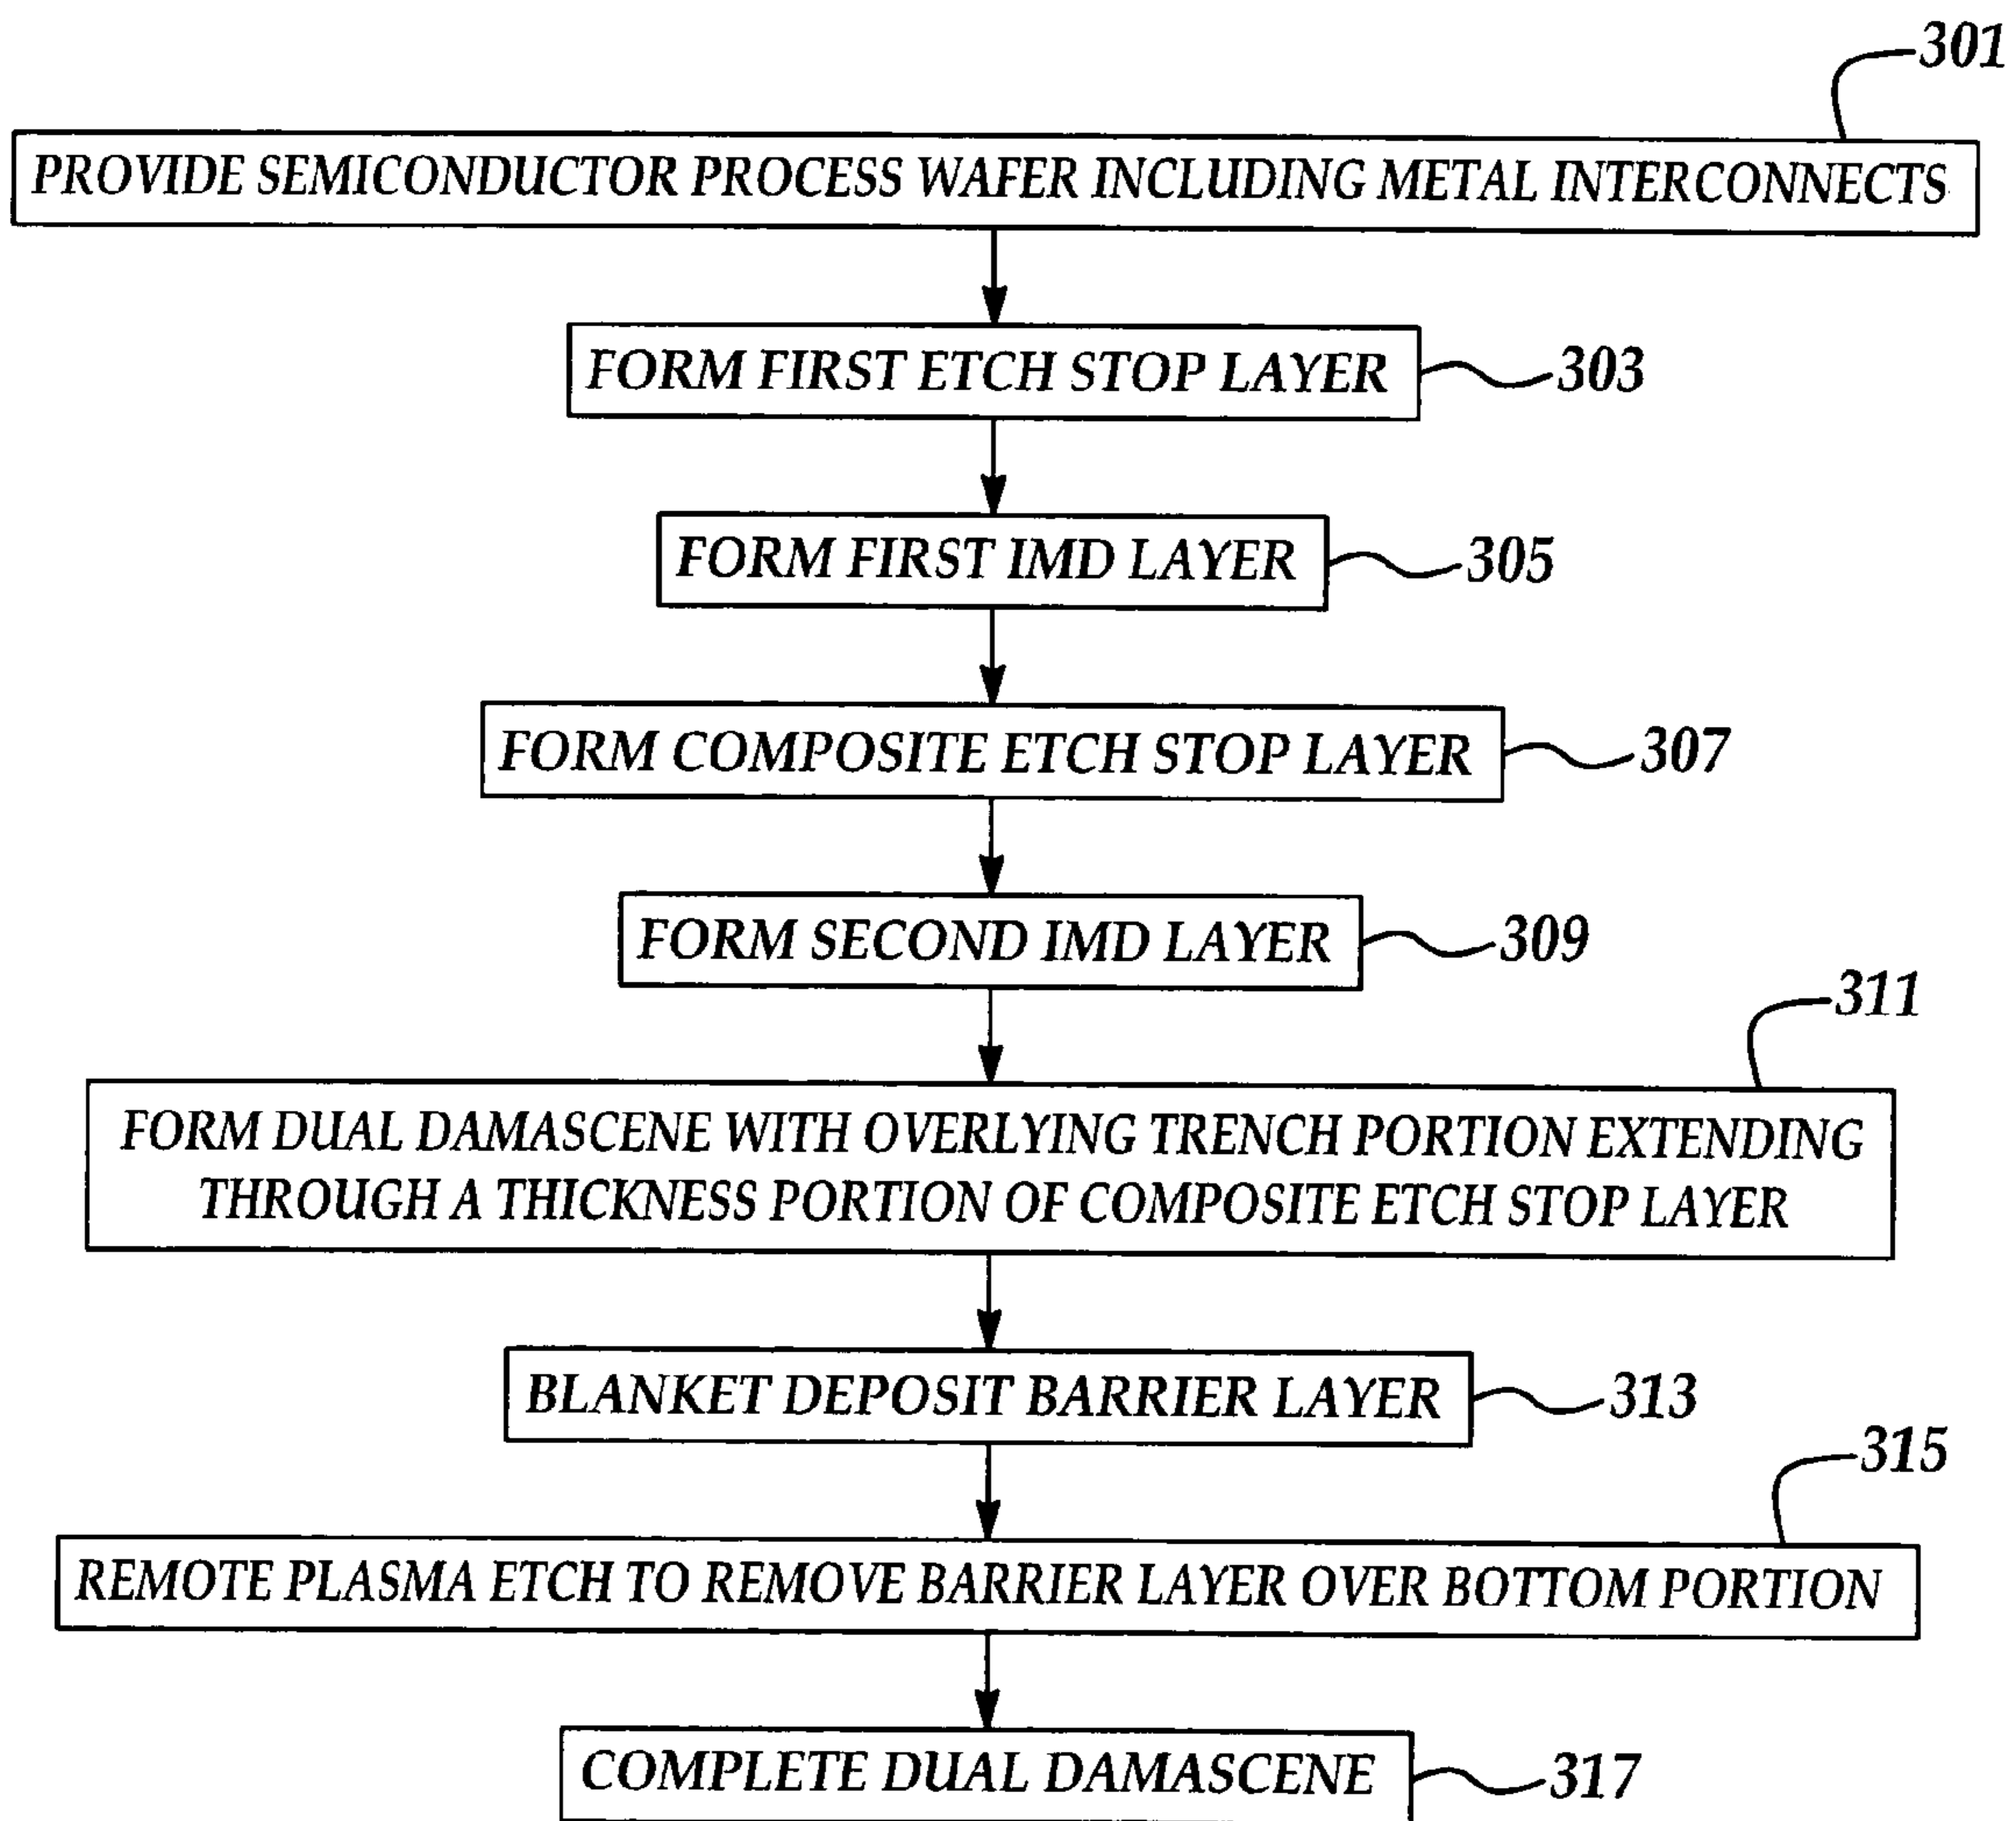 301
PROVIDE SEMICONDUCTOR PROCESS WAFER INCLUDING METAL INTERCONNECTS
FORM FIRST ETCH STOP LAYER
303
FORM FIRST IMD LAYER
305
FORM COMPOSITE ETCH STOP LAYER
307
FORM SECOND IMD LAYER
309
311
FORM DUAL DAMASCENE WITH OVERLYING TRENCH PORTION EXTENDING
THROUGH A THICKNESS PORTION OF COMPOSITE ETCH STOP LAYER
BLANKET DEPOSIT BARRIER LAYER
313
315
REMOTE PLASMA ETCH TO REMOVE BARRIER LAYER OVER BOTTOM PORTION
COMPLETE DUAL DAMASCENE
317